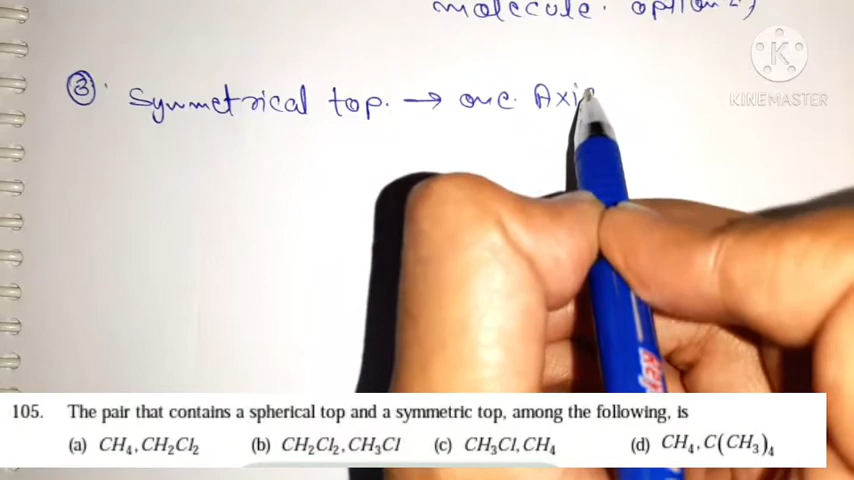 molecule. option
K
KINEMASTER
③ Symmetrical top. → one. Axis
105. The pair that contains a spherical top and a symmetric top, among the following, is
(a) CH₄, CH₂Cl₂ (b) CH₂Cl₂, CH₃Cl (c) CH₃Cl, CH₄ (d) CH₄, C(CH₃)₄